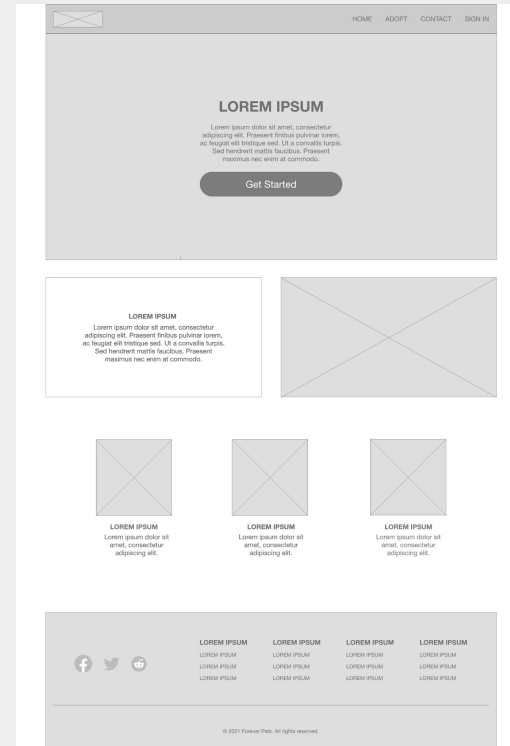 HOME ADOPT CONTACT SIGN IN
LOREM IPSUM
Lorem ipsum dolor sit amet, consectetur
adipiscing elit. Praesent finibus pulvinar lorem,
ac feugiat elit tristique sed. Ut a convallis turpis.
Sed hendrerit mattis faucibus. Praesent
maximus nec enim at commodo.
Get Started
LOREM IPSUM
Lorem ipsum dolor sit amet, consectetur
adipiscing elit. Praesent finibus pulvinar lorem,
ac feugiat elit tristique sed. Ut a convallis turpis.
Sed hendrerit mattis faucibus. Praesent
maximus nec enim at commodo.
LOREM IPSUM
Lorem ipsum dolor sit
amet, consectetur
adipiscing elit.
LOREM IPSUM
Lorem ipsum dolor sit
amet, consectetur
adipiscing elit.
LOREM IPSUM
Lorem ipsum dolor sit
amet, consectetur
adipiscing elit.
LOREM IPSUM LOREM IPSUM LOREM IPSUM LOREM IPSUM
LOREM IPSUM LOREM IPSUM LOREM IPSUM LOREM IPSUM
LOREM IPSUM LOREM IPSUM LOREM IPSUM LOREM IPSUM
LOREM IPSUM LOREM IPSUM LOREM IPSUM LOREM IPSUM
© 2021 Forever Pets. All rights reserved.